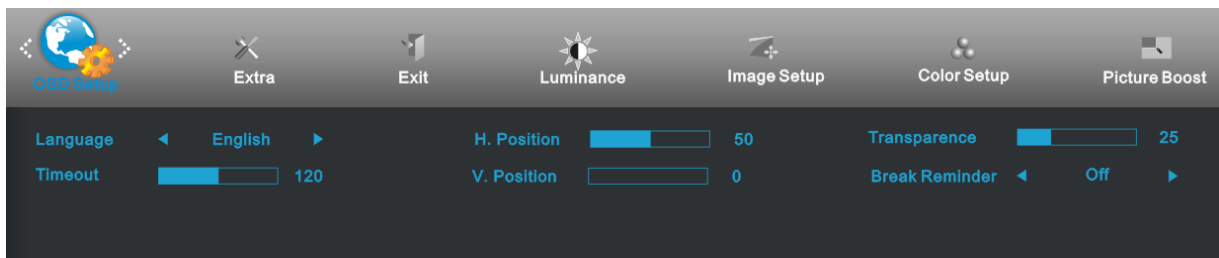 OSD Setup
Extra
Exit
Luminance
Image Setup
Color Setup
Picture Boost
Language English H. Position 50 Transparence 25
Timeout 120 V. Position 0 Break Reminder Off